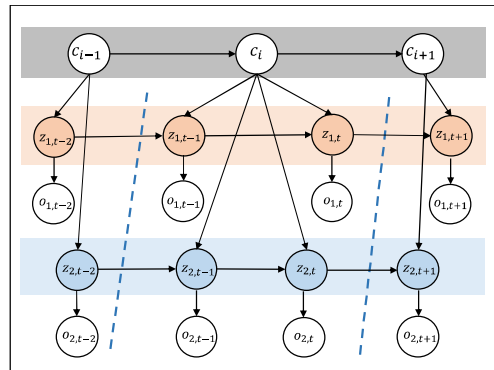 c_{i-1} c_i c_{i+1}
z_{1,t-2} z_{1,t-1} z_{1,t} z_{1,t+1}
o_{1,t-2} o_{1,t-1} o_{1,t} o_{1,t+1}
z_{2,t-2} z_{2,t-1} z_{2,t} z_{2,t+1}
o_{2,t-2} o_{2,t-1} o_{2,t} o_{2,t+1}